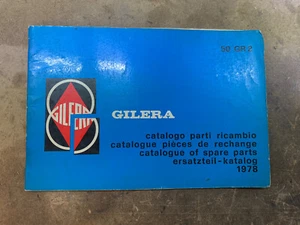 50 GR2
GILERA
GILERA
catalogo parti ricambio
catalogue pièces de rechange
catalogue of spare parts
ersatzteil-katalog
1978